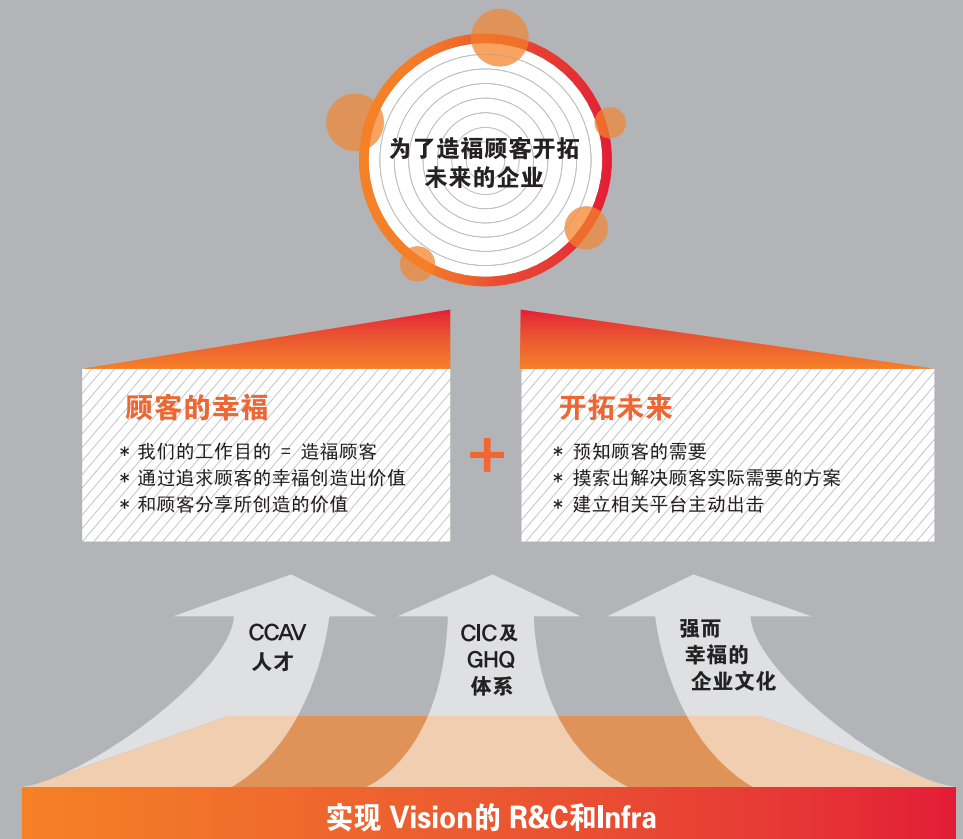 为了造福顾客开拓
未来的企业
顾客的幸福
* 我们的工作目的 = 造福顾客
* 通过追求顾客的幸福创造出价值
* 和顾客分享所创造的价值
+
开拓未来
* 预知顾客的需要
* 摸索出解决顾客实际需要的方案
* 建立相关平台主动出击
CCAV
人才
CIC及
GHQ
体系
强而
幸福的
企业文化
实现 Vision的 R&C和Infra